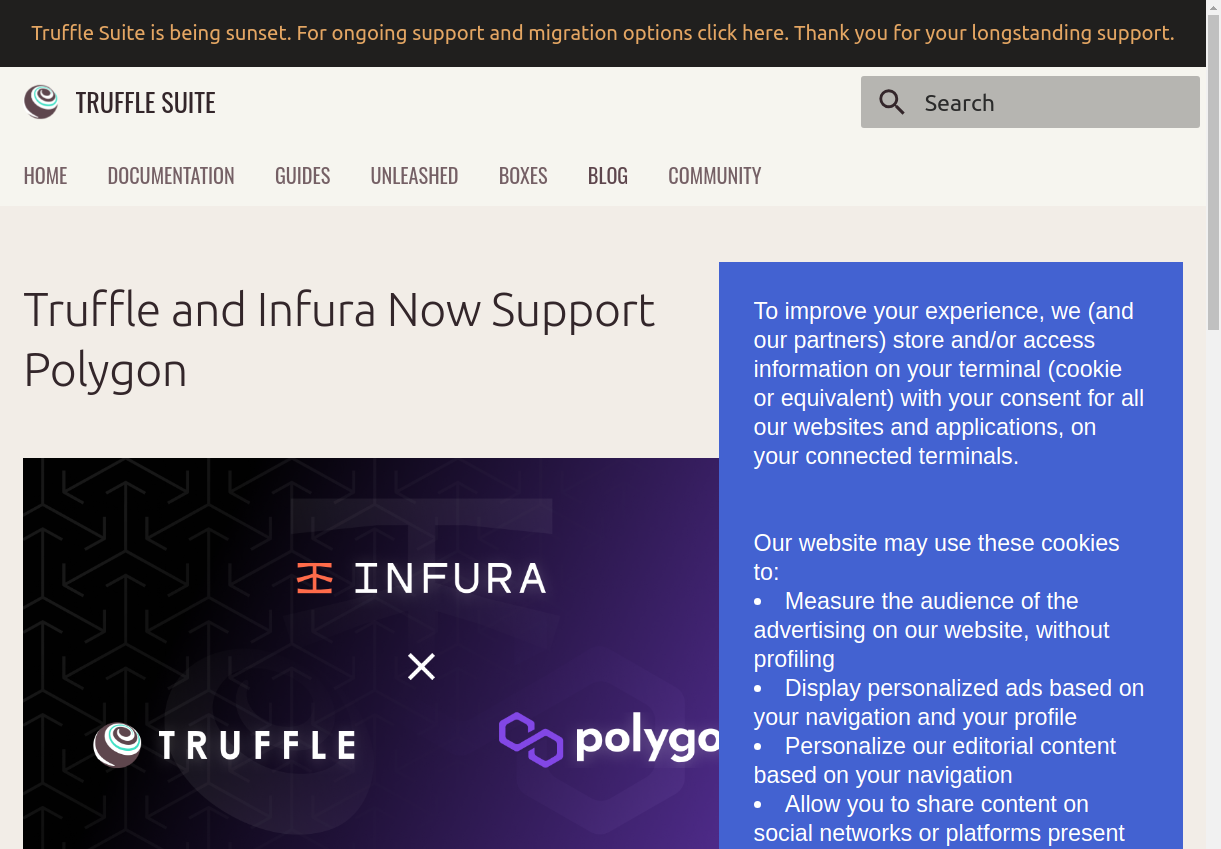 Truffle Suite is being sunset. For ongoing support and migration options click here. Thank you for your longstanding support.
TRUFFLE SUITE
Search
HOME DOCUMENTATION GUIDES UNLEASHED BOXES BLOG COMMUNITY
Truffle and Infura Now Support
Polygon
INFURA
TRUFFLE
polygo
To improve your experience, we (and
our partners) store and/or access
information on your terminal (cookie
or equivalent) with your consent for all
our websites and applications, on
your connected terminals.
Our website may use these cookies
to:
• Measure the audience of the
advertising on our website, without
profiling
• Display personalized ads based on
your navigation and your profile
• Personalize our editorial content
based on your navigation
• Allow you to share content on
social networks or platforms present